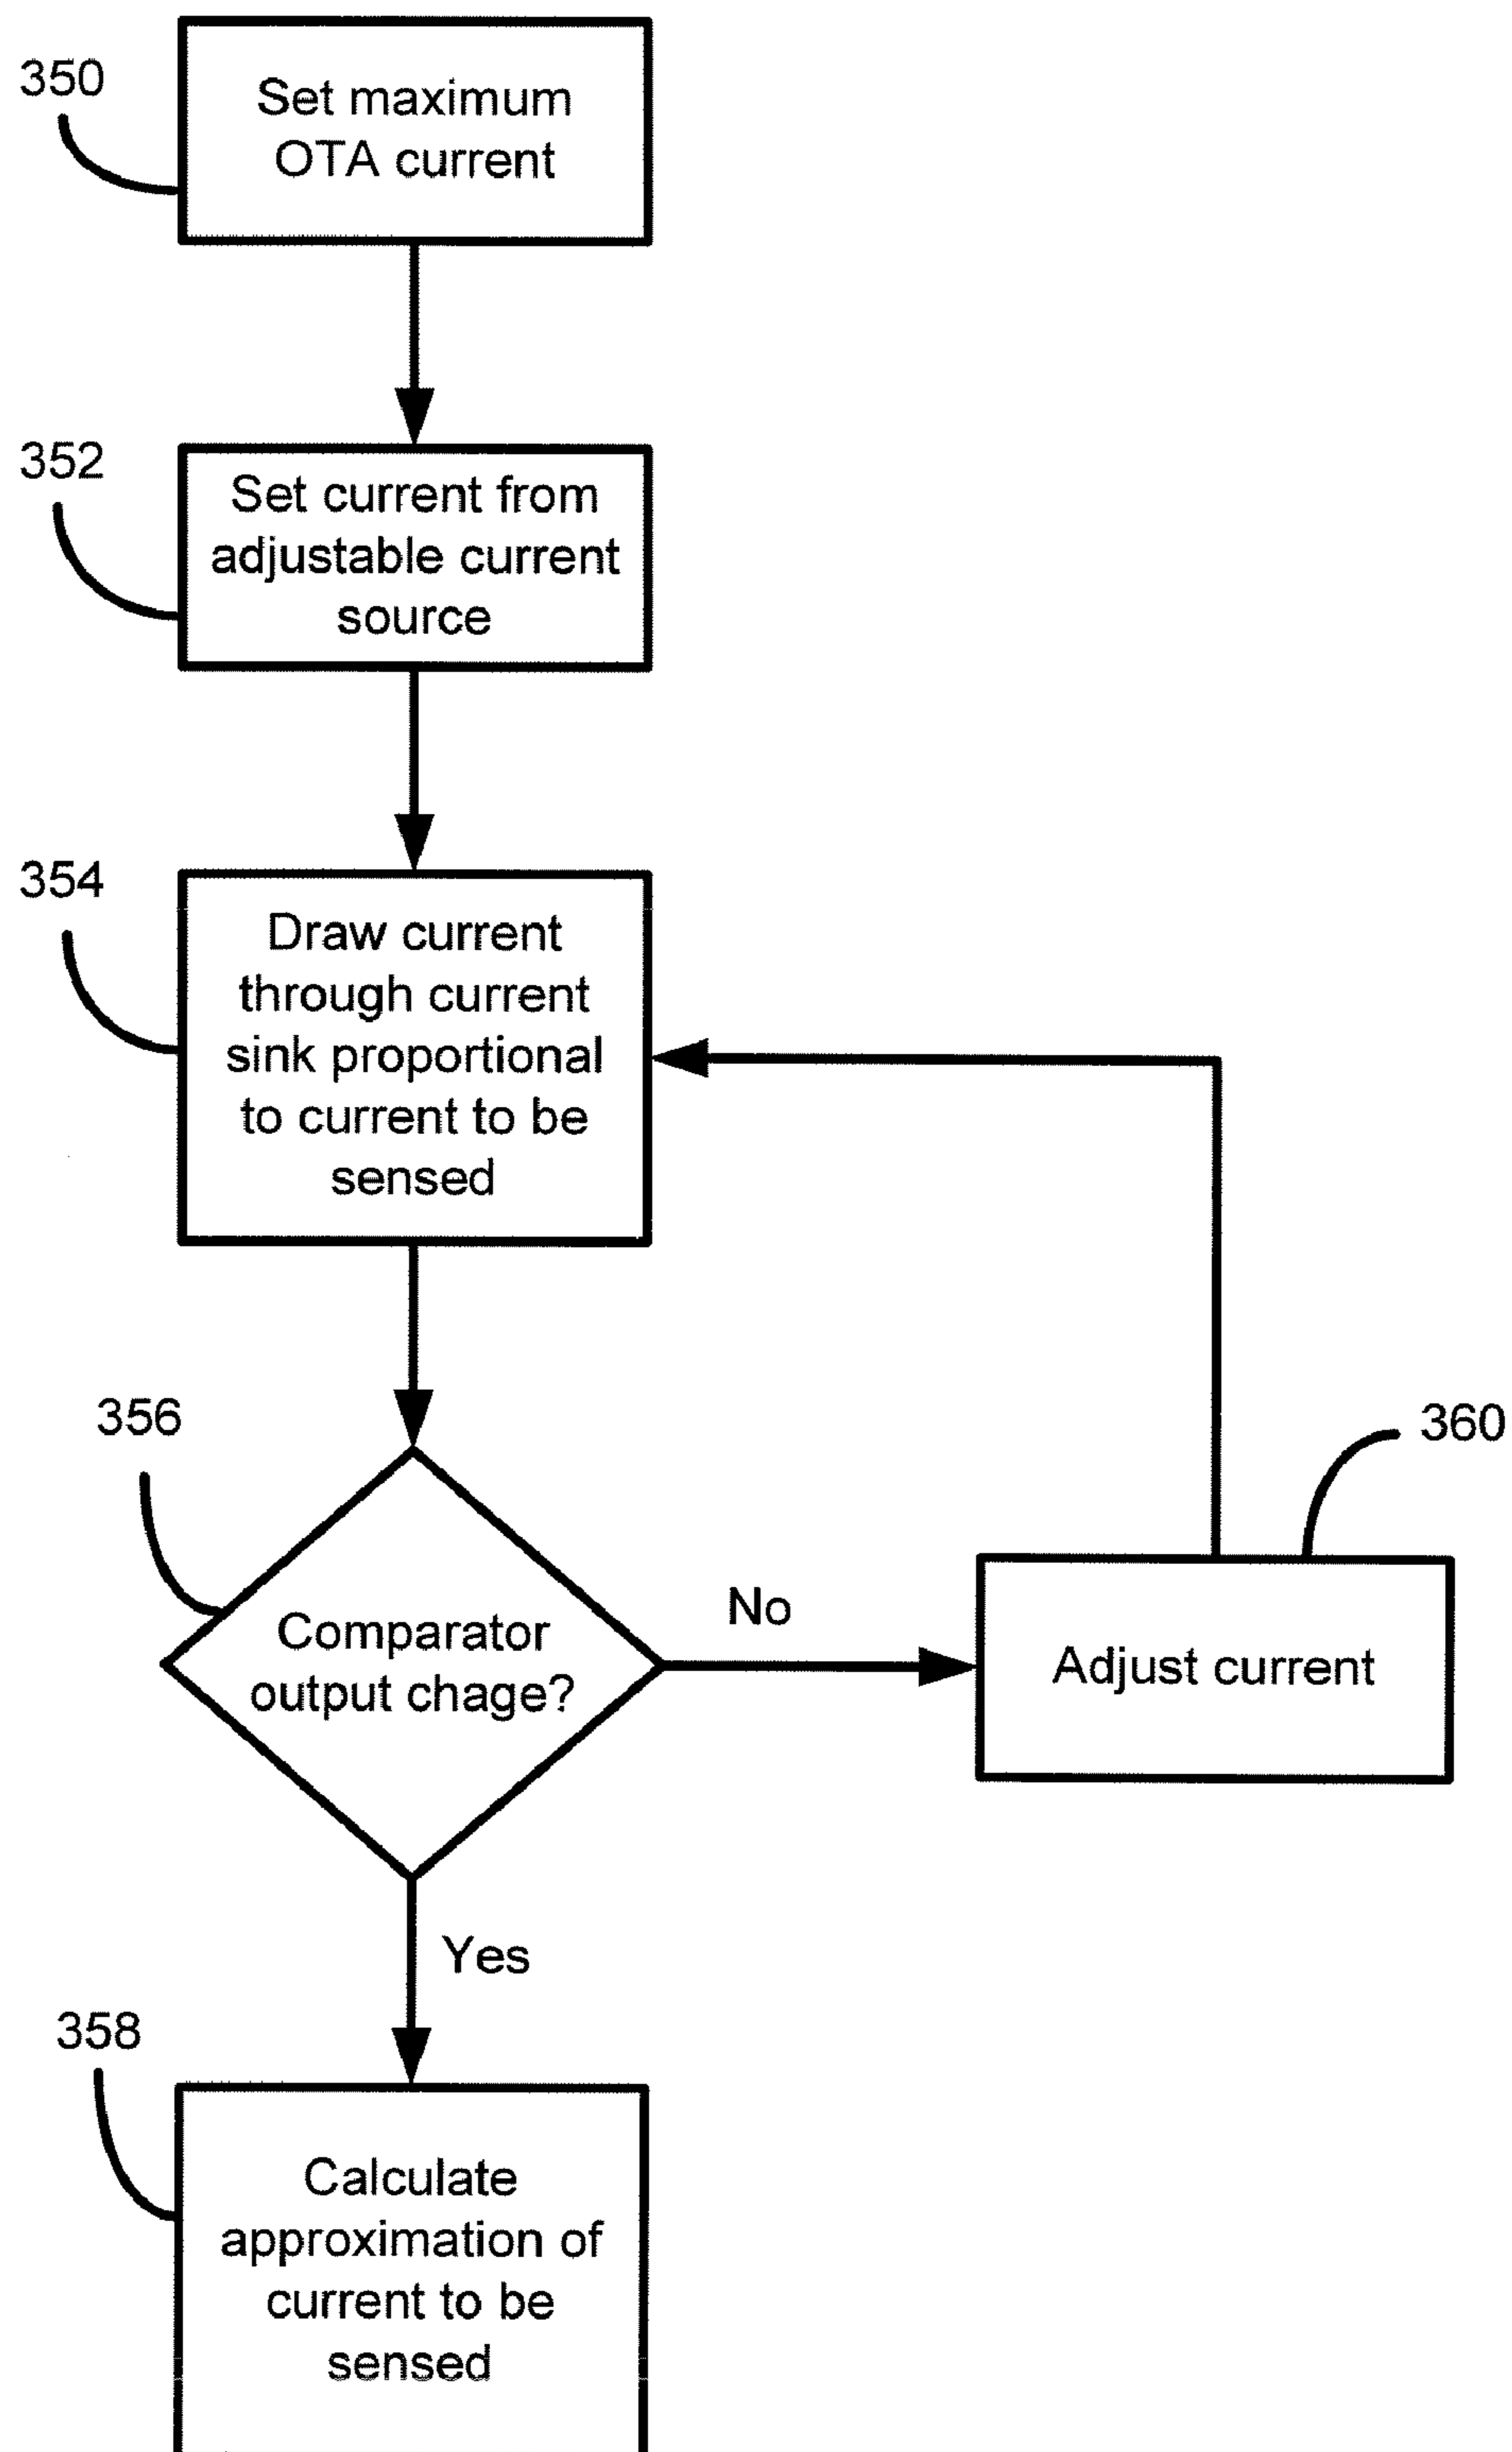 350
Set maximum
OTA current
352
Set current from
adjustable current
source
354
Draw current
through current
sink proportional
to current to be
sensed
356
Comparator
output chage?
No
360
Adjust current
Yes
358
Calculate
approximation of
current to be
sensed